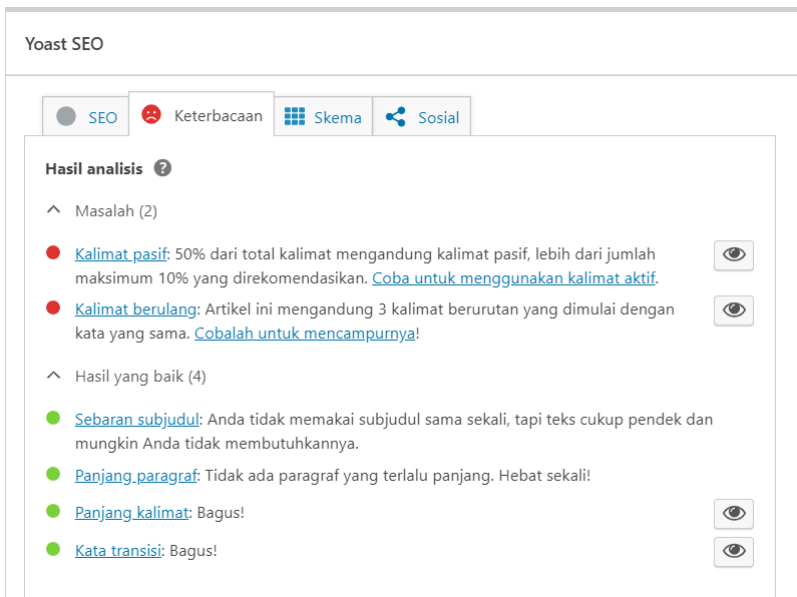 Yoast SEO
SEO
Keterbacaan
Skema
Sosial
Hasil analisis
Masalah (2)
Kalimat pasif: 50% dari total kalimat mengandung kalimat pasif, lebih dari jumlah
maksimum 10% yang direkomendasikan. Coba untuk menggunakan kalimat aktif.
Kalimat berulang: Artikel ini mengandung 3 kalimat berurutan yang dimulai dengan
kata yang sama. Cobalah untuk mencampurnya!
Hasil yang baik (4)
Sebaran subjudul: Anda tidak memakai subjudul sama sekali, tapi teks cukup pendek dan
mungkin Anda tidak membutuhkannya.
Panjang paragraf: Tidak ada paragraf yang terlalu panjang. Hebat sekali!
Panjang kalimat: Bagus!
Kata transisi: Bagus!